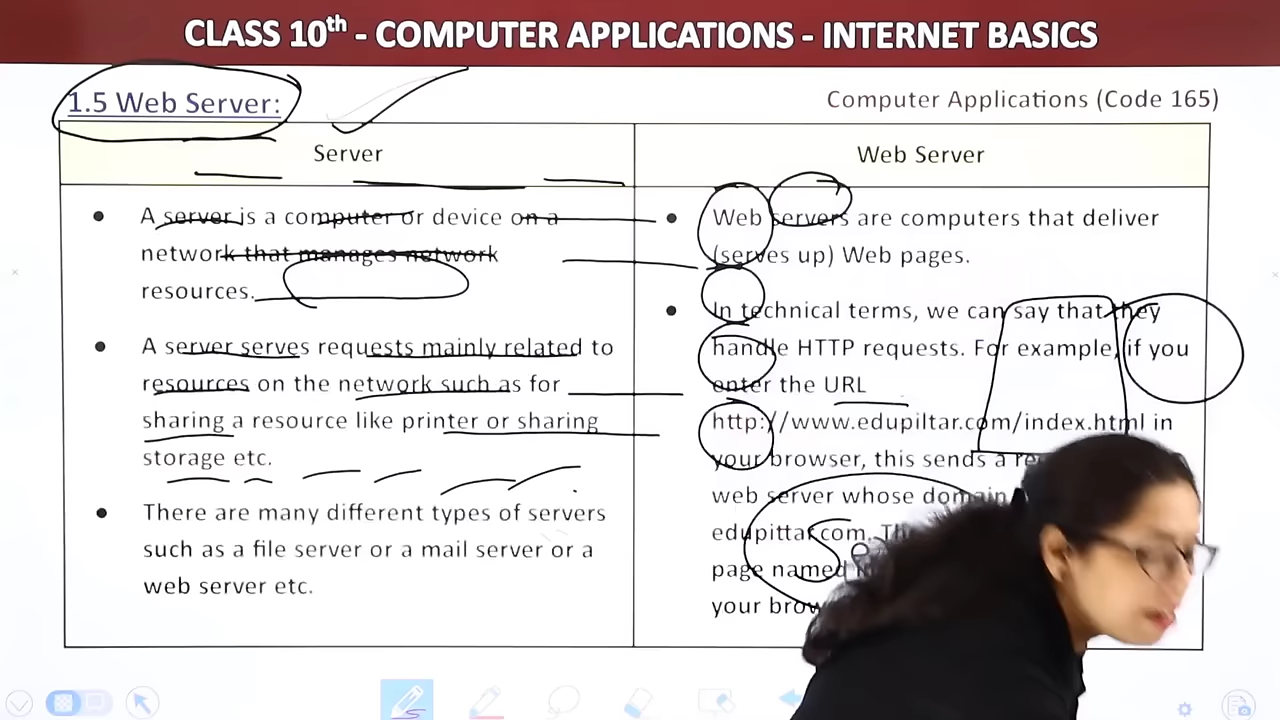 CLASS 10th - COMPUTER APPLICATIONS - INTERNET BASICS
1.5 Web Server:
Computer Applications (Code 165)
Server
Web Server
A server is a computer or device on a
network that manages network
resources.
A server serves requests mainly related to
resources on the network such as for
sharing a resource like printer or sharing
storage etc.
There are many different types of servers
such as a file server or a mail server or a
web server etc.
Web servers are computers that deliver
(serves up) Web pages.
In technical terms, we can say that they
handle HTTP requests. For example, if you
enter the URL
http://www.edupiltar.com/index.html in
your browser, this sends a
web server whose domain
edupittar.com.
page named
your